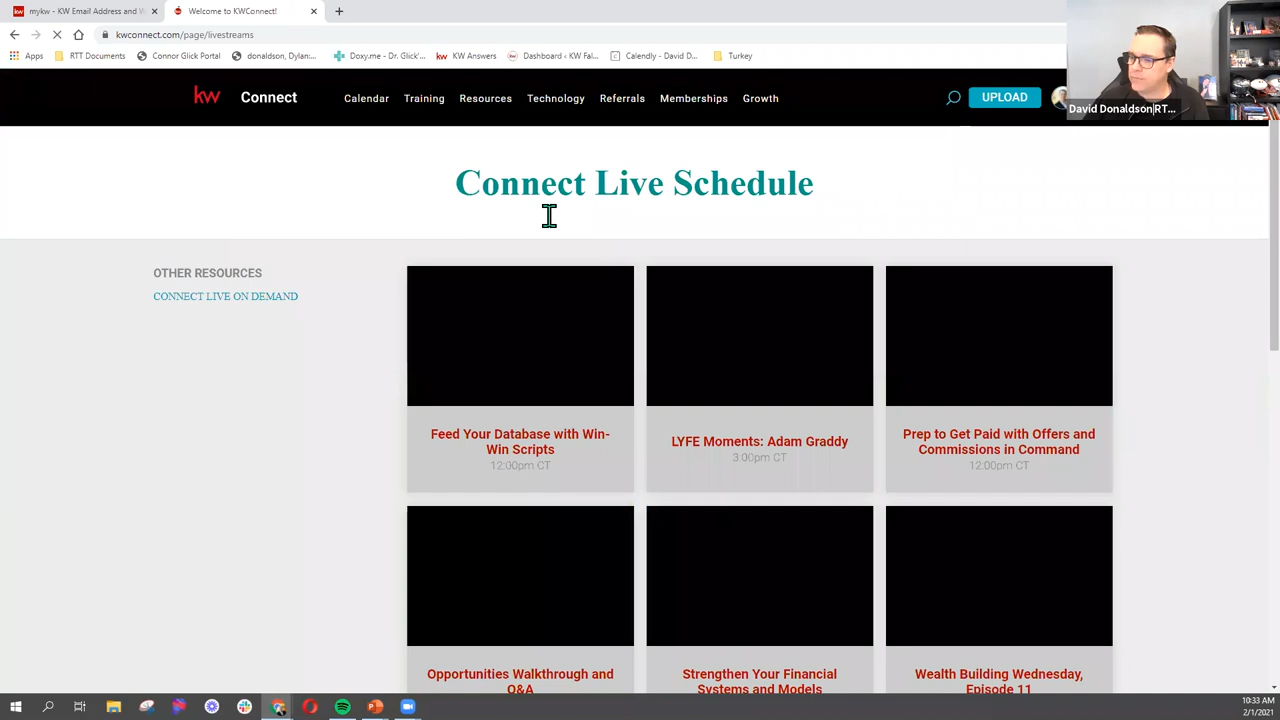 mykw - KW Email Address and W
Welcome to KWConnect!
kwconnect.com/page/livestreams
Apps
RTT Documents
Connor Glick Portal
donaldson, Dylan:...
Doxy.me - Dr. Glick'...
KW Answers
Dashboard ‹ KW Fal...
Calendly - David D...
Turkey
kw Connect
Calendar
Training
Resources
Technology
Referrals
Memberships
Growth
UPLOAD
David Donaldson|RT...
Connect Live Schedule
OTHER RESOURCES
CONNECT LIVE ON DEMAND
Feed Your Database with Win-
Win Scripts
12:00pm CT
LYFE Moments: Adam Graddy
3:00pm CT
Prep to Get Paid with Offers and
Commissions in Command
12:00pm CT
Opportunities Walkthrough and
Q&A
Strengthen Your Financial
Systems and Models
Wealth Building Wednesday,
Episode 11
10:33 AM
2/1/2021